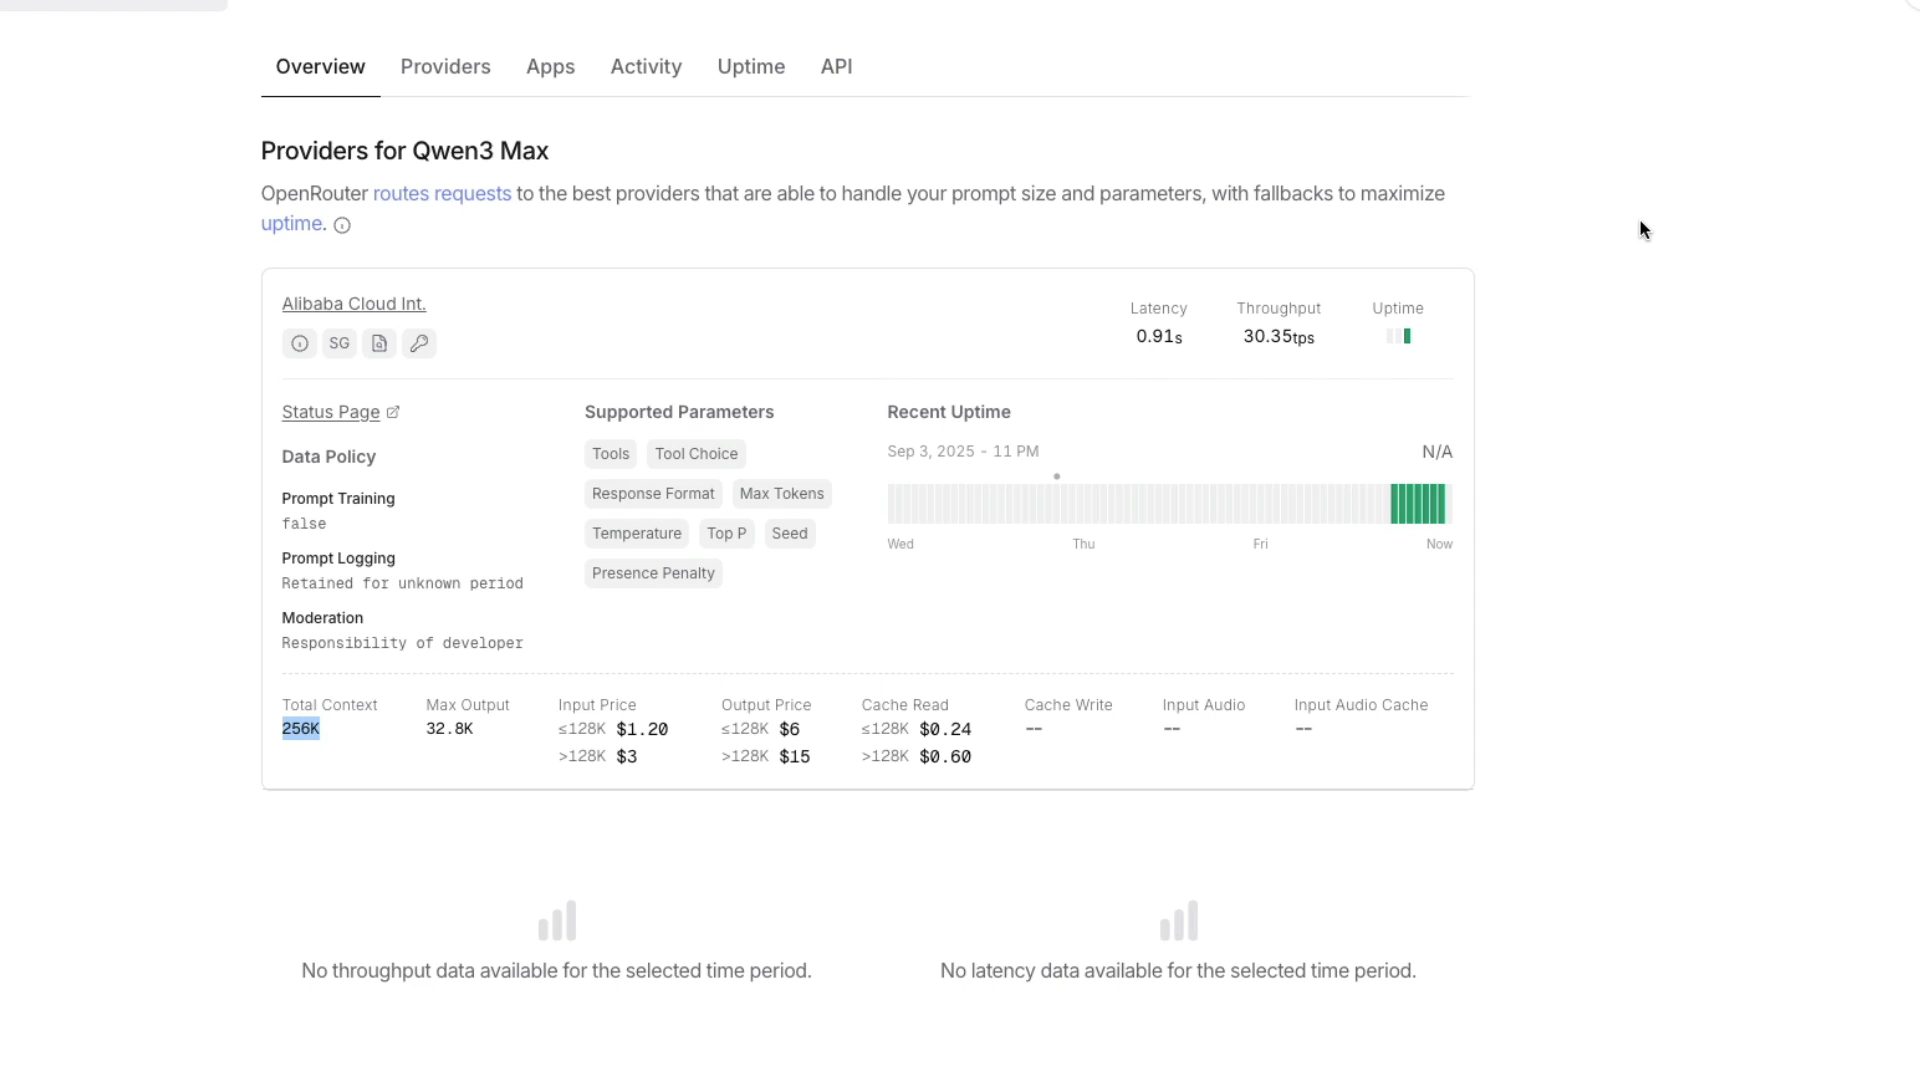 Overview Providers Apps Activity Uptime API
Providers for Qwen3 Max
OpenRouter routes requests to the best providers that are able to handle your prompt size and parameters, with fallbacks to maximize
uptime.
Alibaba Cloud Int.
SG
Latency Throughput Uptime
0.91s 30.35tps
Status Page
Data Policy
Prompt Training
false
Prompt Logging
Retained for unknown period
Moderation
Responsibility of developer
Supported Parameters
Tools Tool Choice
Response Format Max Tokens
Temperature Top P Seed
Presence Penalty
Recent Uptime
Sep 3, 2025 - 11 PM N/A
Wed Thu Fri Now
Total Context Max Output Input Price Output Price Cache Read Cache Write Input Audio Input Audio Cache
256K 32.8K ≤128K $1.20 ≤128K $6 ≤128K $0.24 -- -- --
>128K $3 >128K $15 >128K $0.60
No throughput data available for the selected time period. No latency data available for the selected time period.